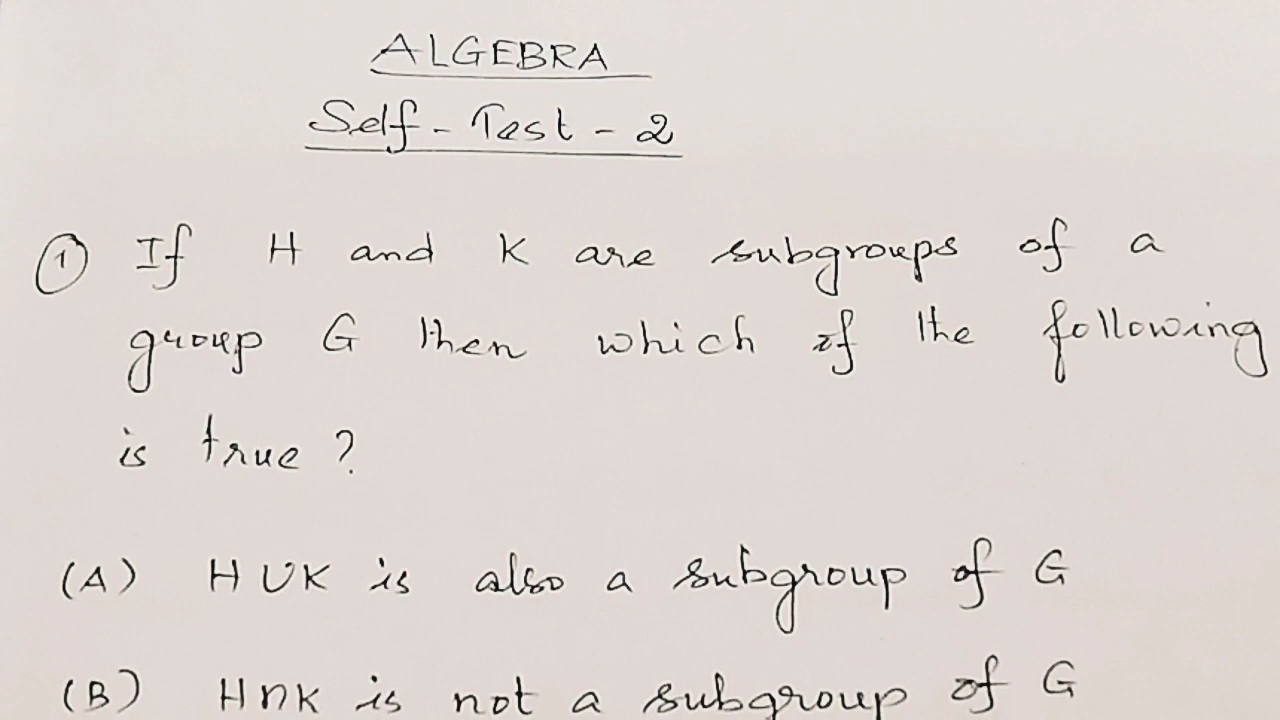 ALGEBRA
Self-Test-2
① If H and K are subgroups of a
group G then which of the following
is true?
(A) H∪K is also a subgroup of G
(B) H∩K is not a subgroup of G